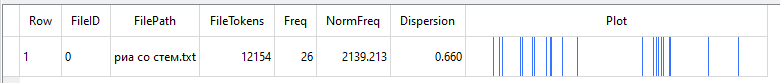 Row FileID FilePath FileTokens Freq NormFreq Dispersion Plot
1 0 риа со стем.txt 12154 26 2139.213 0.660